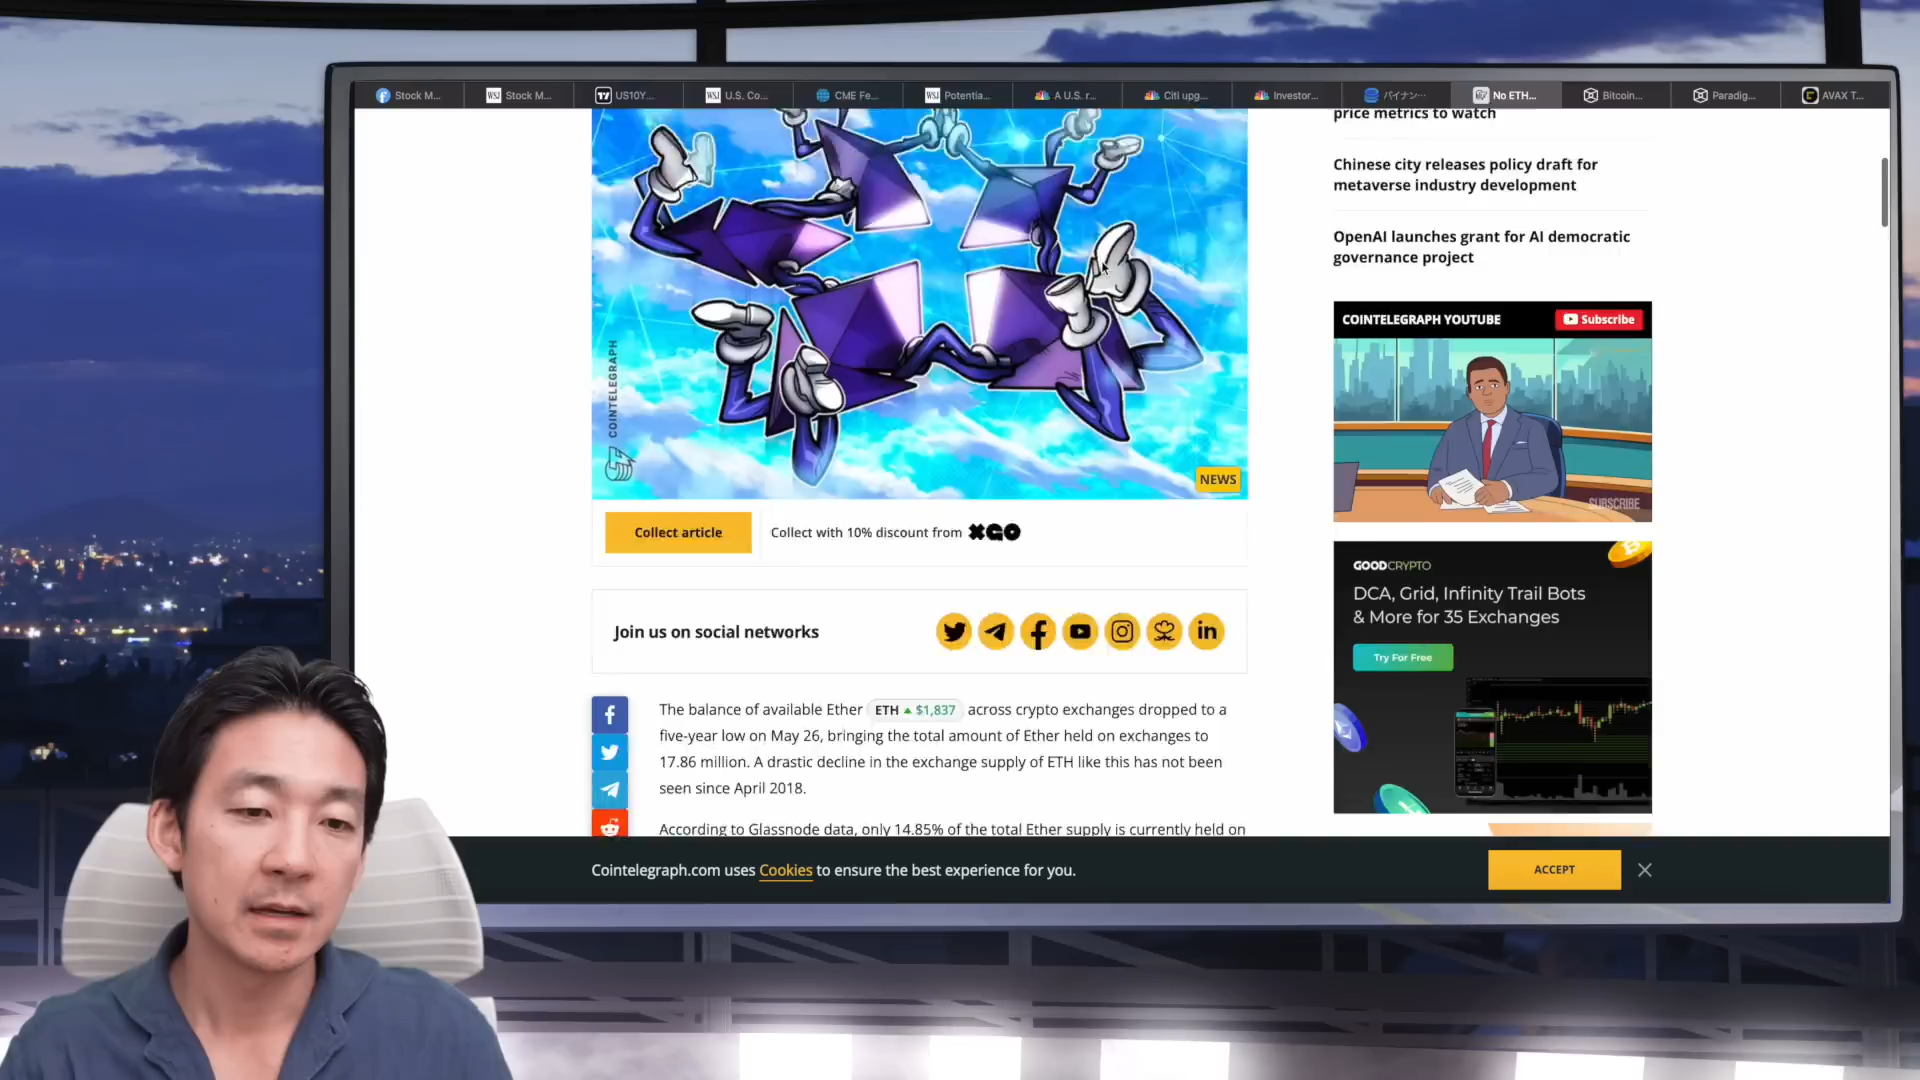 Stock M...
Stock M...
US10Y...
U.S. Co...
CME Fe...
Potentia...
A U.S. r...
Citi upg...
Investor...
バイナン…
No ETH...
Bitcoin...
Paradig...
AVAX T...
COINTELEGRAPH
NEWS
Collect article
Collect with 10% discount from XGO
Join us on social networks
The balance of available Ether ETH ▲ $1,837 across crypto exchanges dropped to a
five-year low on May 26, bringing the total amount of Ether held on exchanges to
17.86 million. A drastic decline in the exchange supply of ETH like this has not been
seen since April 2018.
According to Glassnode data, only 14.85% of the total Ether supply is currently held on
price metrics to watch
Chinese city releases policy draft for
metaverse industry development
OpenAI launches grant for AI democratic
governance project
COINTELEGRAPH YOUTUBE
Subscribe
SUBSCRIBE
GOODCRYPTO
DCA, Grid, Infinity Trail Bots
& More for 35 Exchanges
Try For Free
Cointelegraph.com uses Cookies to ensure the best experience for you.
ACCEPT